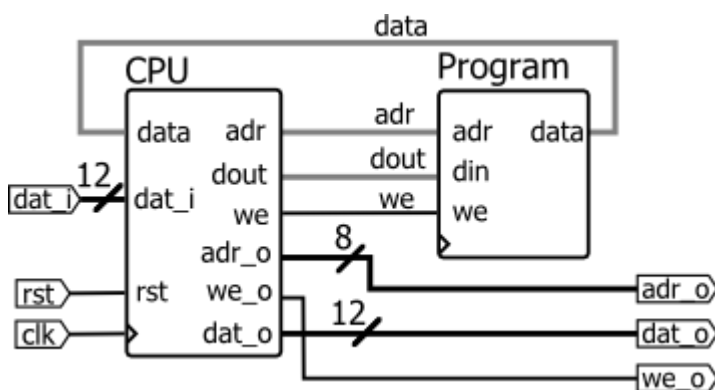 data
CPU
Program
data adr
adr
adr data
dout
dout
din
12
dat_i
dat_i
we
we
we
adr_o
8
rst
rst
we_o
adr_o
clk
dat_o
12
dat_o
we_o